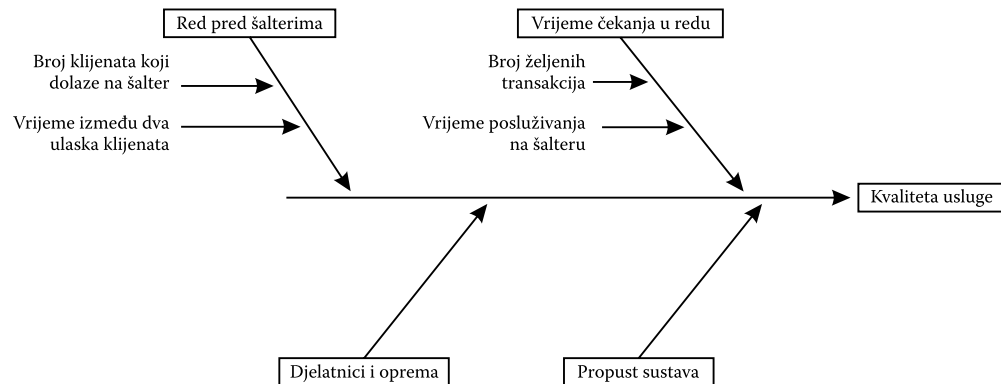 Red pred šalterima
Vrijeme čekanja u redu
Broj klijenata koji
dolaze na šalter
Vrijeme između dva
ulaska klijenata
Broj željenih
transakcija
Vrijeme posluživanja
na šalteru
Kvaliteta usluge
Djelatnici i oprema
Propust sustava